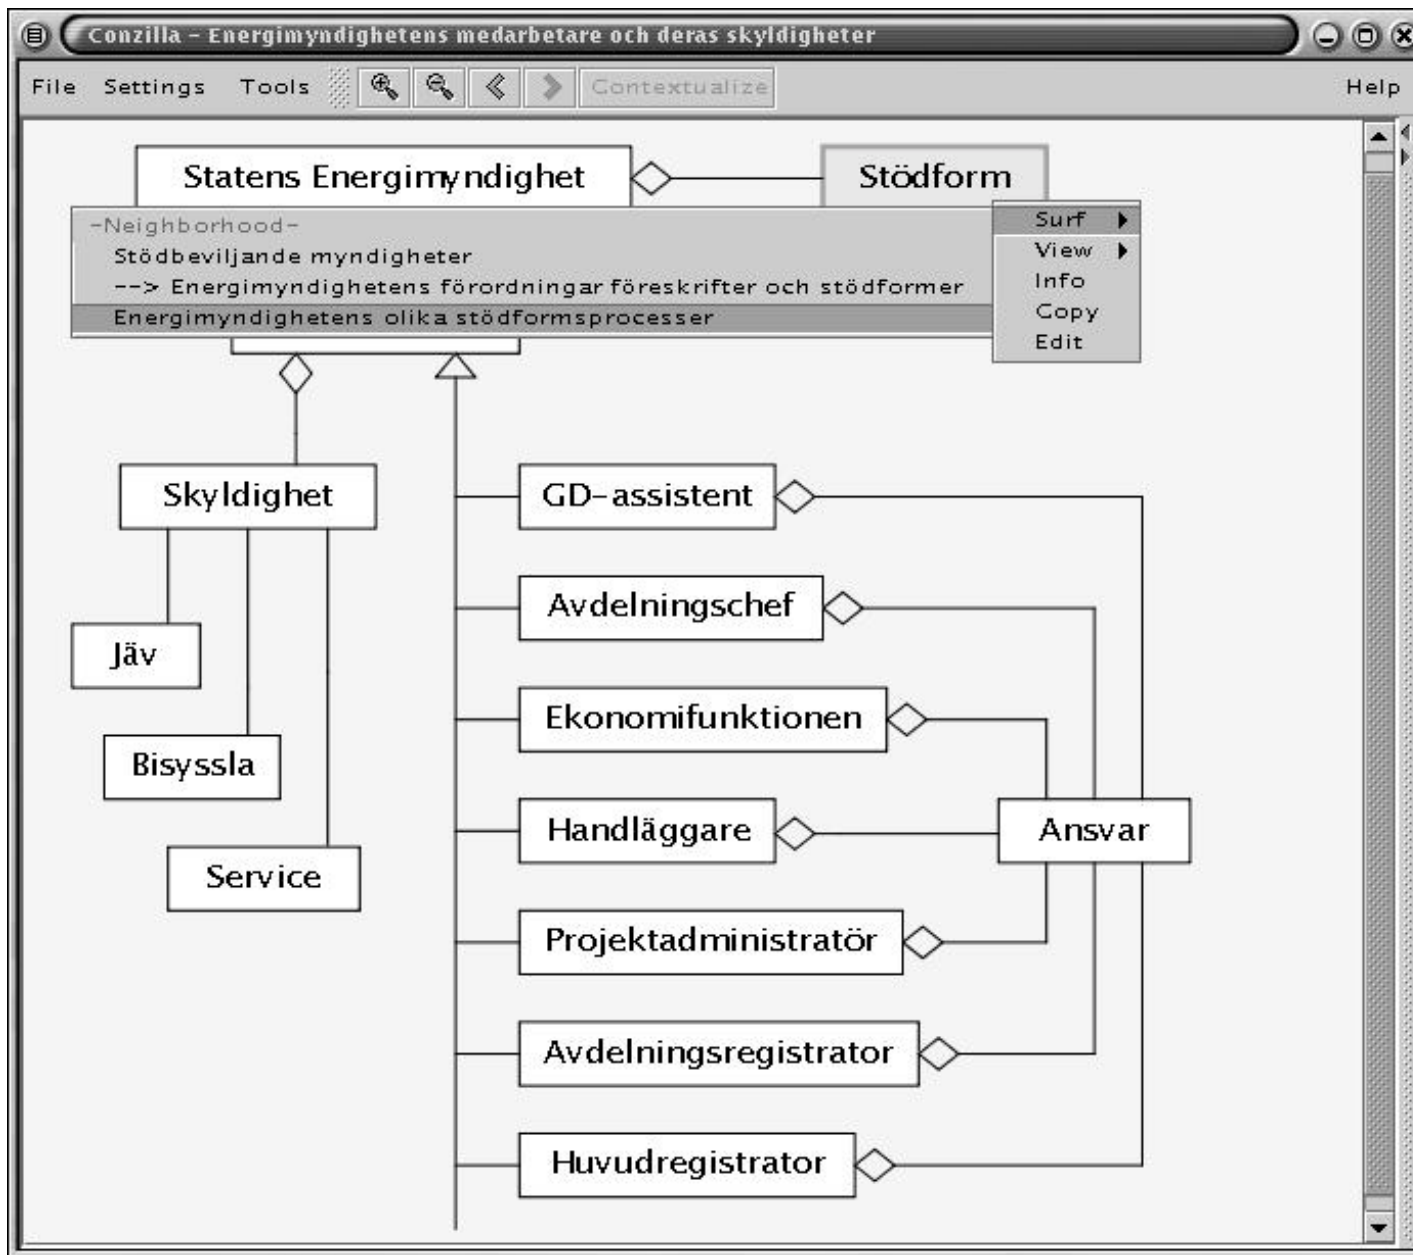 Conzilla - Energimyndighetens medarbetare och deras skyldigheter
File Settings Tools Contextualize Help
Statens Energimyndighet Stödform
-Neighborhood-
Stödbeviljande myndigheter
--> Energimyndighetens förordningar föreskrifter och stödformer
Energimyndighetens olika stödformsprocesser
Surf
View
Info
Copy
Edit
Skyldighet
GD-assistent
Avdelningschef
Jäv
Ekonomifunktionen
Bisyssla
Handläggare
Ansvar
Service
Projektadministratör
Avdelningsregistrator
Huvudregistrator